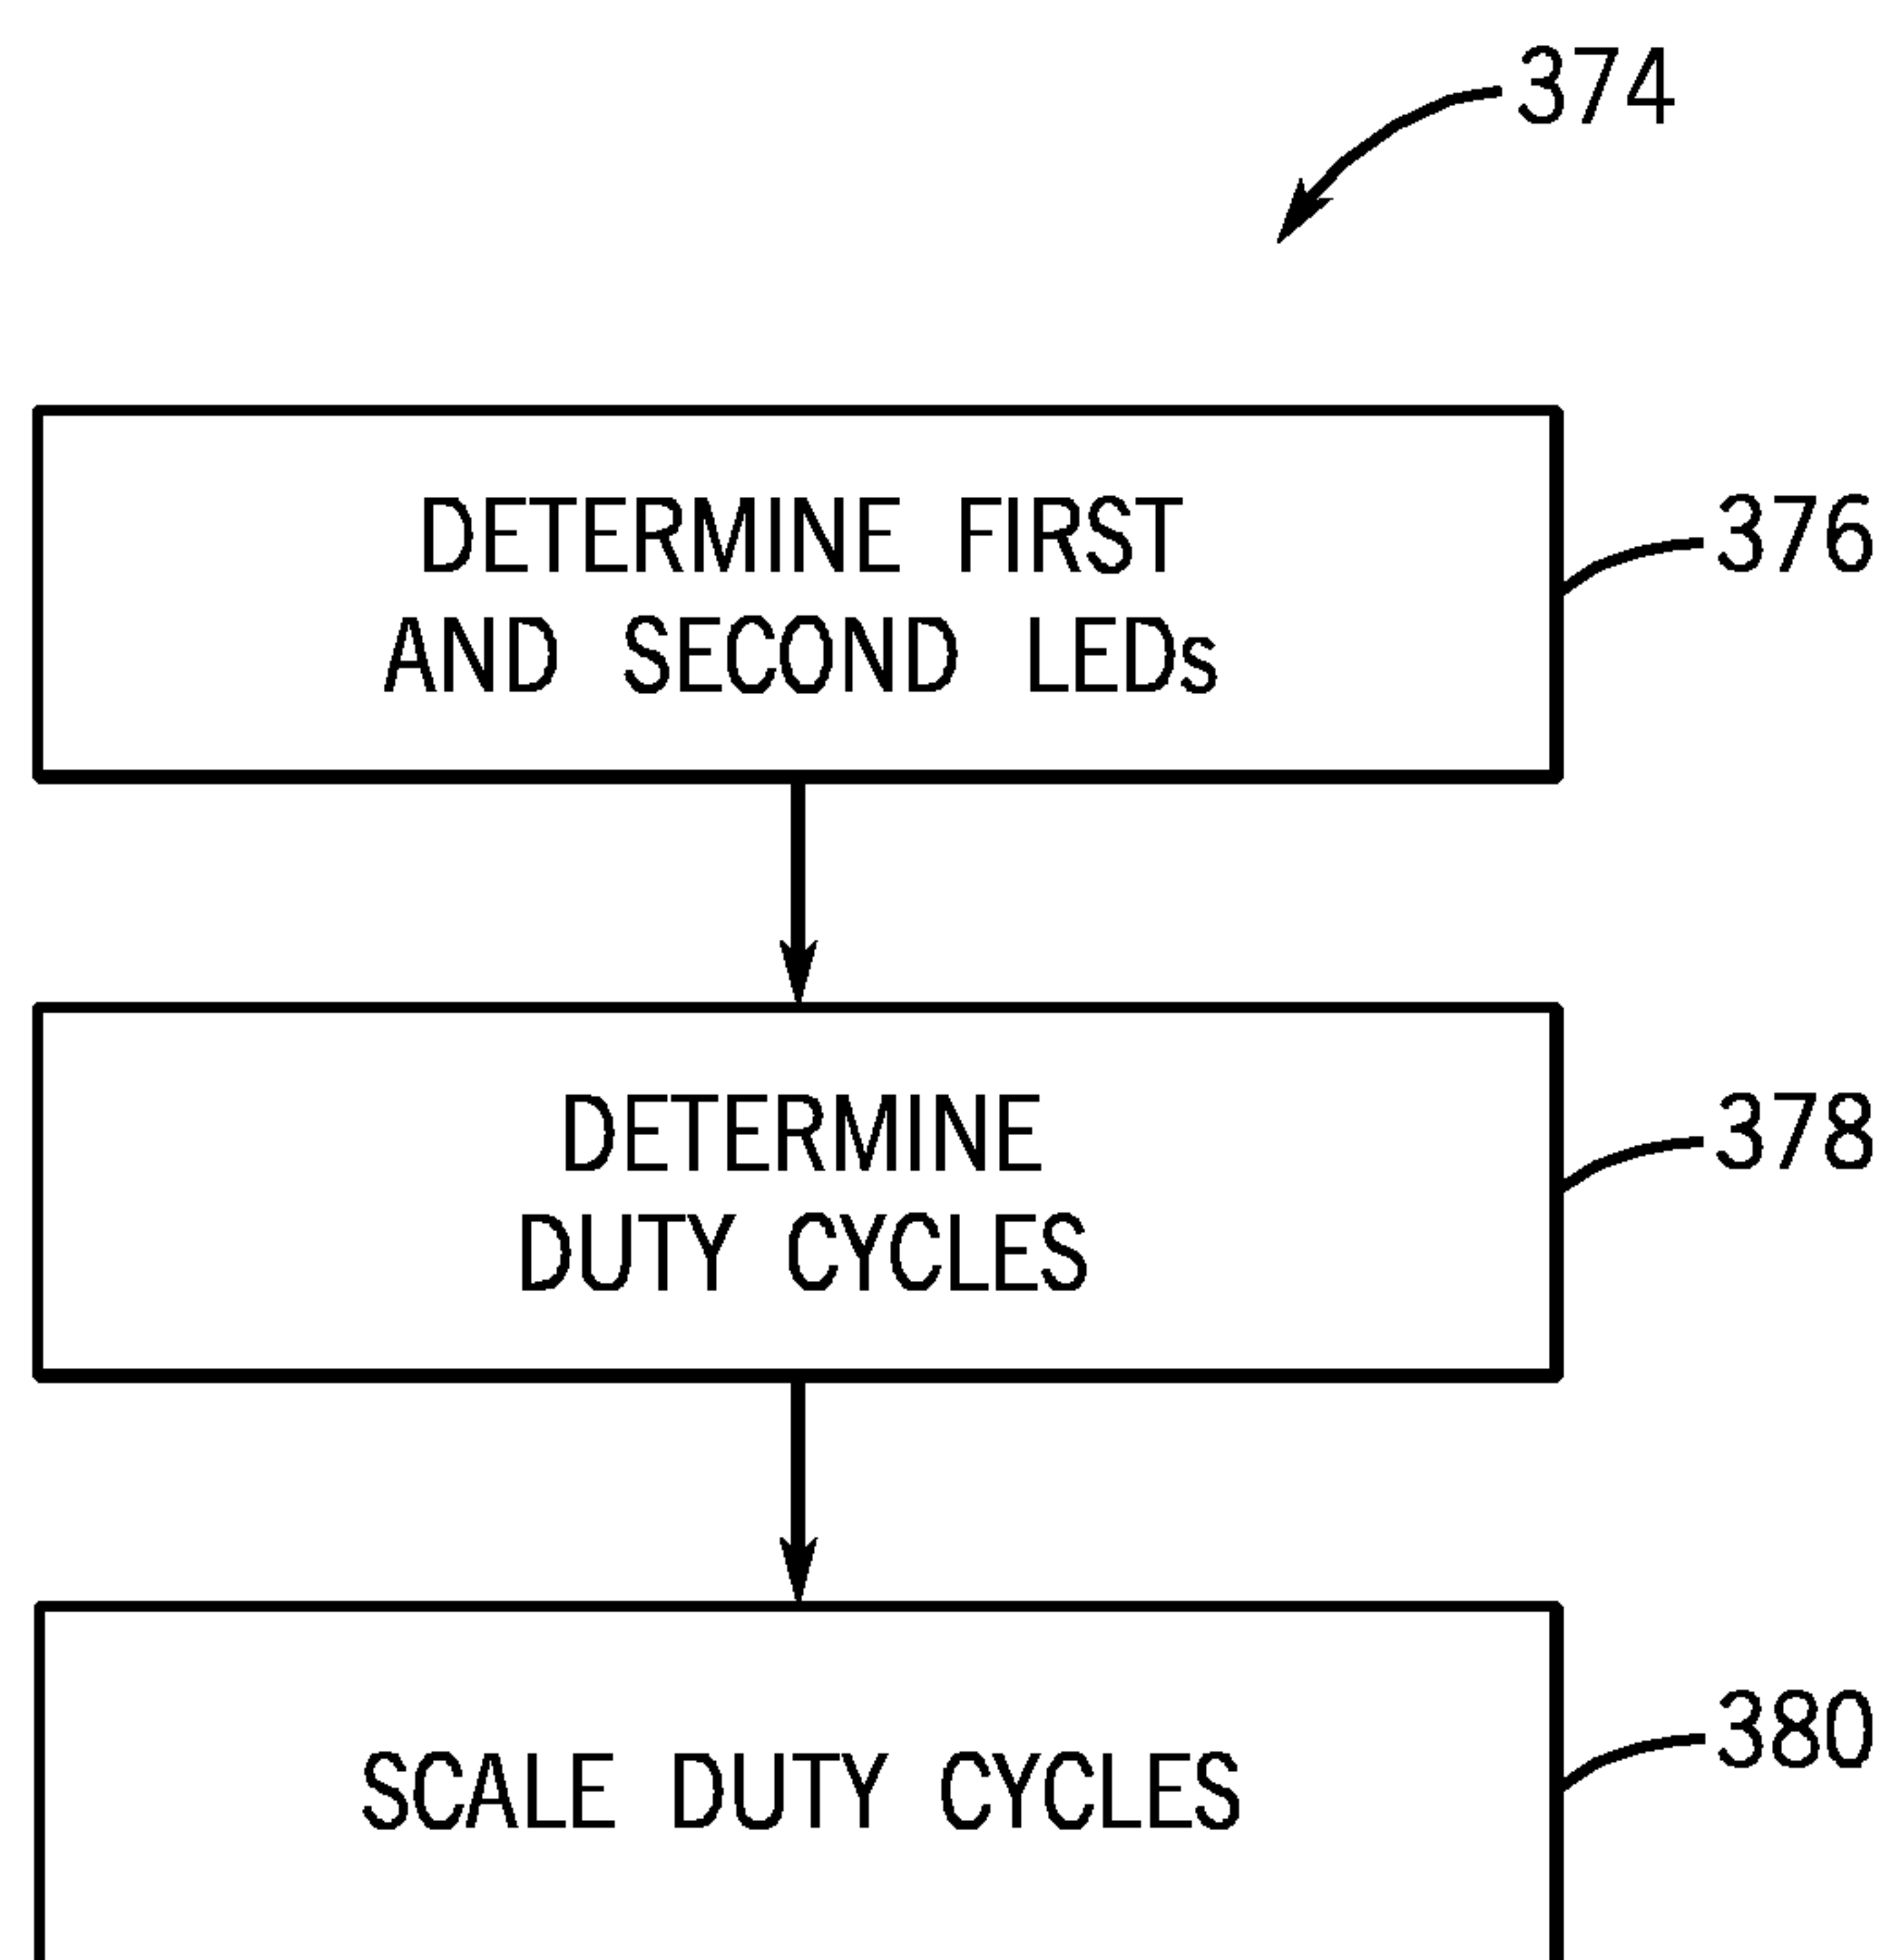 374
DETERMINE FIRST
AND SECOND LEDs
376
DETERMINE
DUTY CYCLES
378
SCALE DUTY CYCLES
380